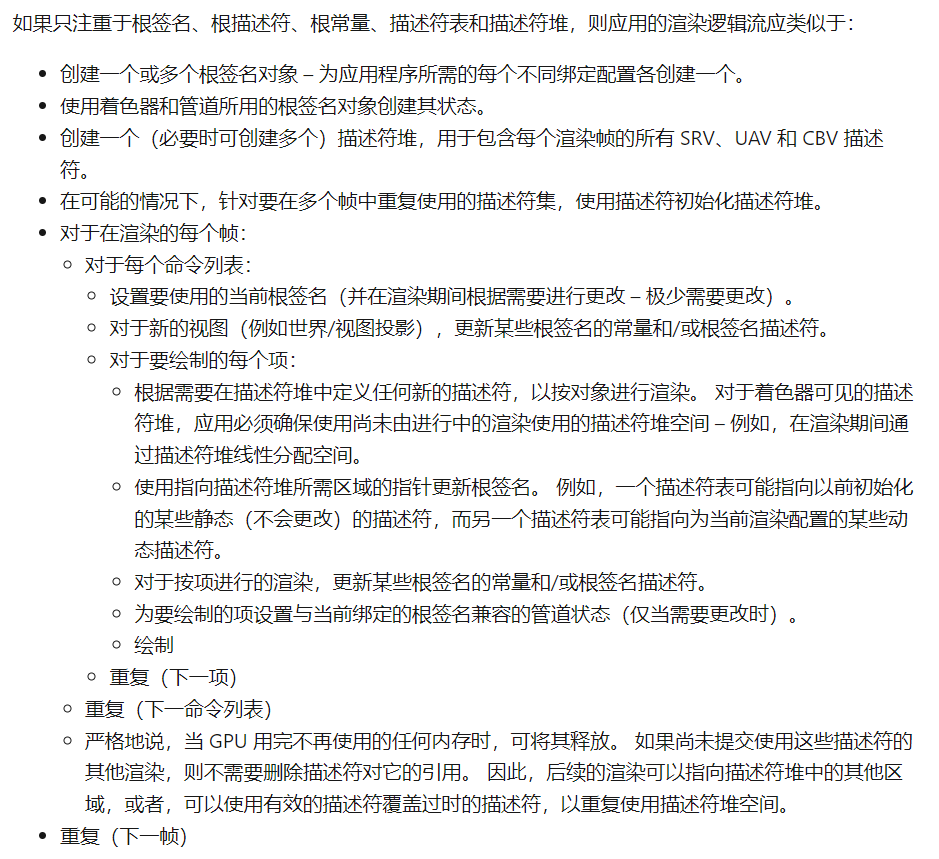 如果只注重于根签名、根描述符、根常量、描述符表和描述符堆，则应用的渲染逻辑流应类似于：
• 创建一个或多个根签名对象 – 为应用程序所需的每个不同绑定配置各创建一个。
• 使用着色器和管道所用的根签名对象创建其状态。
• 创建一个（必要时可创建多个）描述符堆，用于包含每个渲染帧的所有 SRV、UAV 和 CBV 描述
符。
• 在可能的情况下，针对要在多个帧中重复使用的描述符集，使用描述符初始化描述符堆。
• 对于在渲染的每个帧：
○ 对于每个命令列表：
○ 设置要使用的当前根签名（并在渲染期间根据需要进行更改 – 极少需要更改）。
○ 对于新的视图（例如世界/视图投影），更新某些根签名的常量和/或根签名描述符。
○ 对于要绘制的每个项：
○ 根据需要在描述符堆中定义任何新的描述符，以按对象进行渲染。 对于着色器可见的描述
符堆，应用必须确保使用尚未由进行中的渲染使用的描述符堆空间 – 例如，在渲染期间通
过描述符堆线性分配空间。
○ 使用指向描述符堆所需区域的指针更新根签名。 例如，一个描述符表可能指向以前初始化
的某些静态（不会更改）的描述符，而另一个描述符表可能指向为当前渲染配置的某些动
态描述符。
○ 对于按项进行的渲染，更新某些根签名的常量和/或根签名描述符。
○ 为要绘制的项设置与当前绑定的根签名兼容的管道状态（仅当需要更改时）。
○ 绘制
○ 重复（下一项）
○ 重复（下一命令列表）
○ 严格地说，当 GPU 用完不再使用的任何内存时，可将其释放。 如果尚未提交使用这些描述符的
其他渲染，则不需要删除描述符对它的引用。 因此，后续的渲染可以指向描述符堆中的其他区
域，或者，可以使用有效的描述符覆盖过时的描述符，以重复使用描述符堆空间。
• 重复（下一帧）